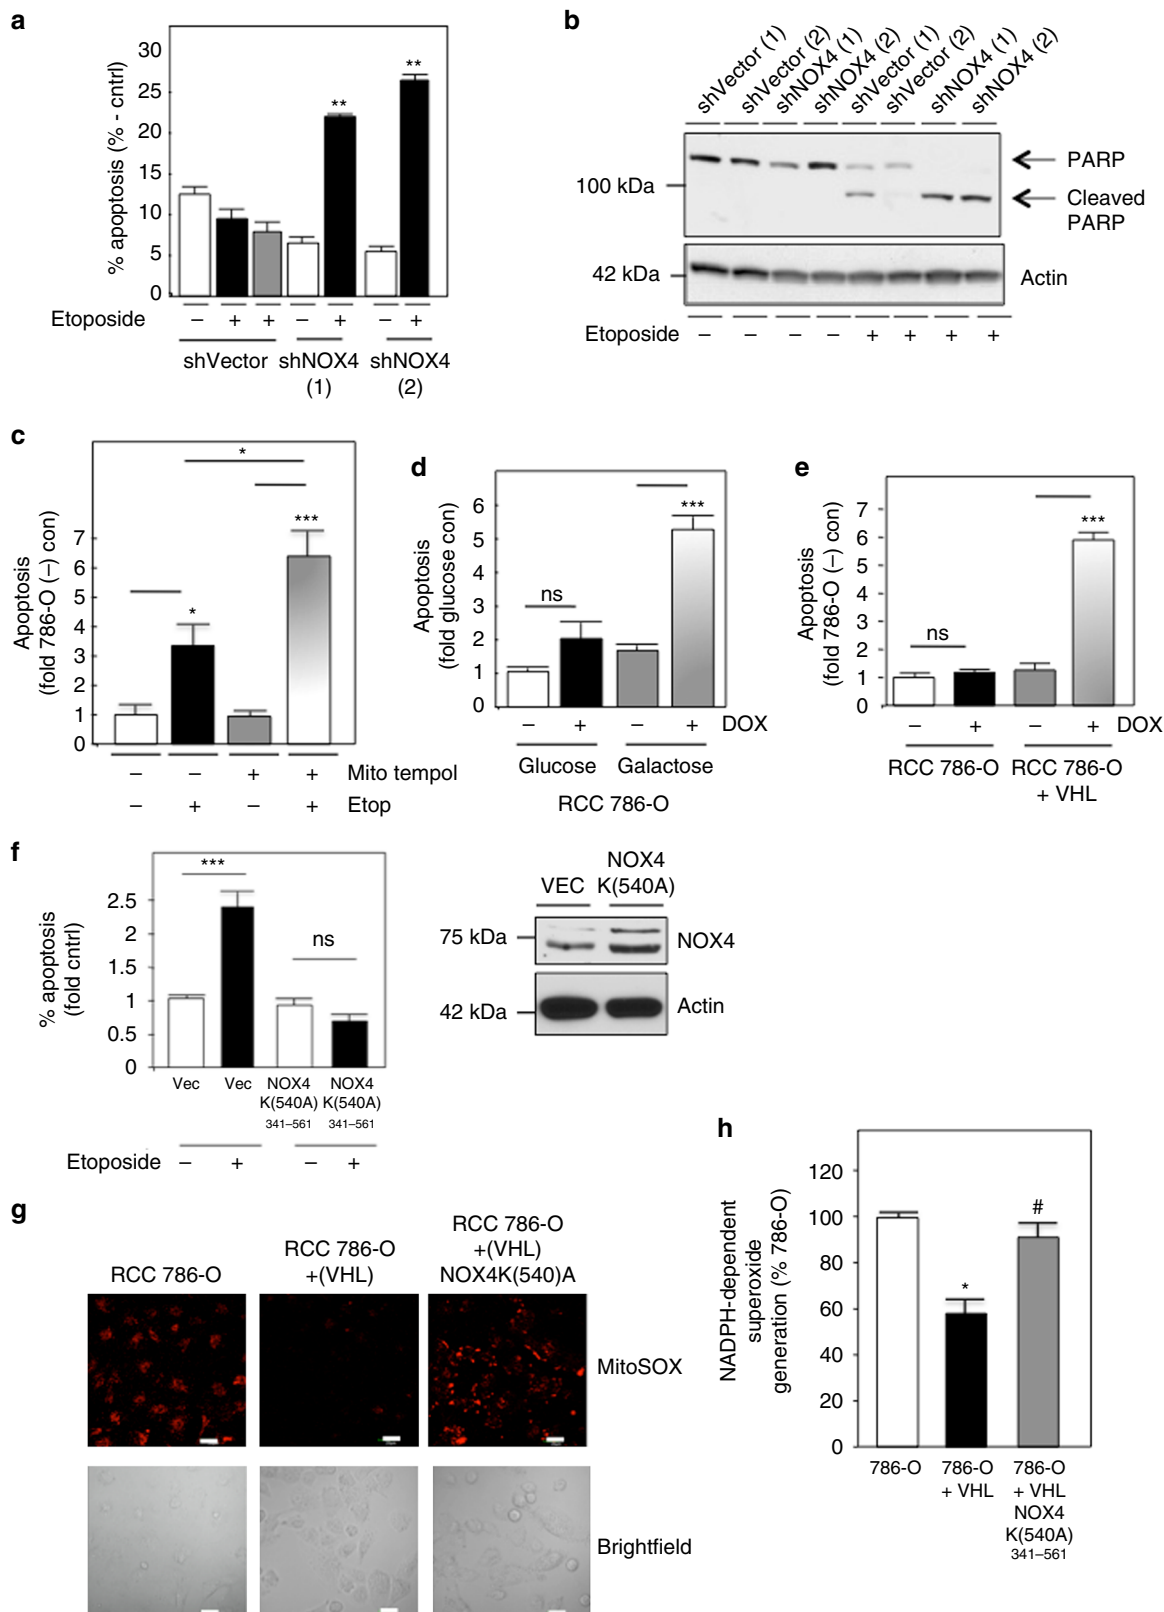 a
% apoptosis (% - cntrl)
30
25
20
15
10
5
0
**
**
Etoposide – + + – + – +
shVector shNOX4 (1) shNOX4 (2)
b
shVector (1)
shVector (2)
shNOX4 (1)
shNOX4 (2)
shVector (1)
shVector (2)
shNOX4 (1)
shNOX4 (2)
100 kDa
PARP
Cleaved
PARP
42 kDa
Actin
Etoposide – – – – + + + +
c
Apoptosis
(fold 786-O (–) con)
7
6
5
4
3
2
1
0
*
*
***
– – + + Mito tempol
– + – + Etop
d
Apoptosis
(fold glucose con)
6
5
4
3
2
1
0
ns
***
– + – + DOX
Glucose Galactose
RCC 786-O
e
Apoptosis
(fold 786-O (–) con)
7
6
5
4
3
2
1
0
ns
***
– + – + DOX
RCC 786-O RCC 786-O
+ VHL
f
% apoptosis
(fold cntrl)
2.5
2
1.5
1
0.5
0
***
ns
Vec Vec NOX4 NOX4
K(540A) K(540A)
341–561 341–561
Etoposide – + – +
VEC NOX4
K(540A)
75 kDa
NOX4
42 kDa
Actin
g
RCC 786-O
RCC 786-O
+(VHL)
RCC 786-O
+(VHL)
NOX4K(540)A
MitoSOX
Brightfield
h
NADPH-dependent
superoxide
generation (% 786-O)
120
100
80
60
40
20
0
*
#
786-O
786-O
+ VHL
786-O
+ VHL
NOX4
K(540A)
341–561